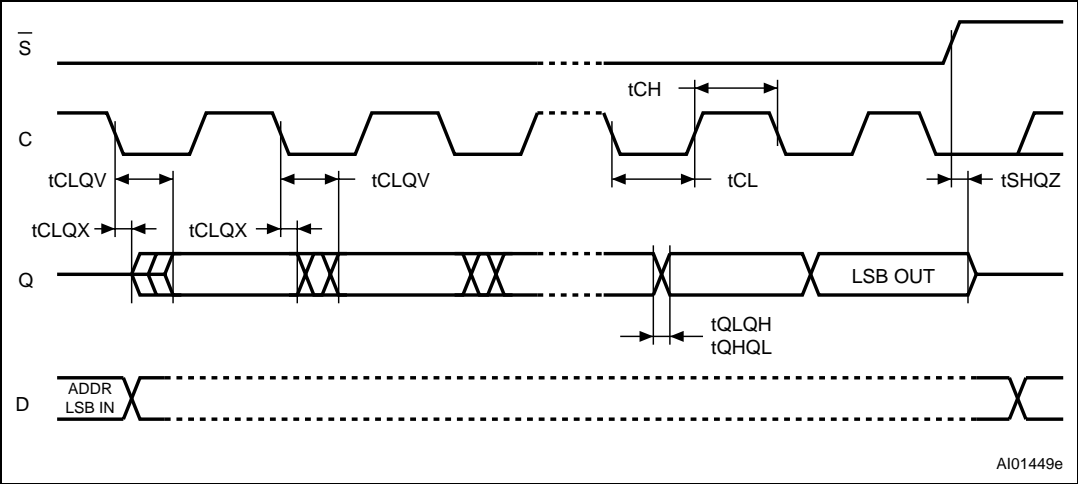 S
tCH
C
tCLQV
tCLQV
tCL
tSHQZ
tCLQX
tCLQX
Q
LSB OUT
tQLQH
tQHQL
D
ADDR
LSB IN
AI01449e